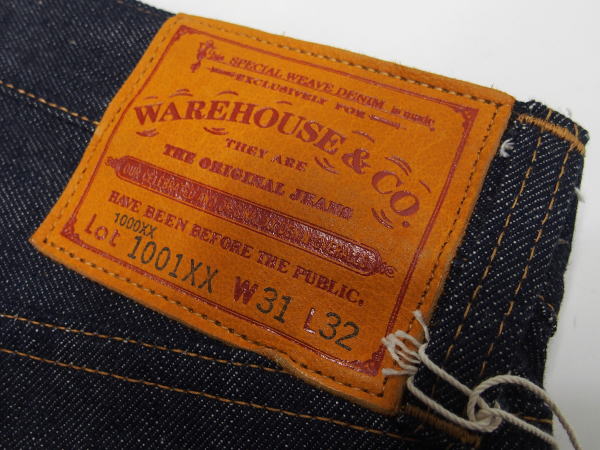 The SPECIAL WEAVE DENIM
EXCLUSIVELY FOR
WAREHOUSE & CO.
THEY ARE
THE ORIGINAL JEANS
HAVE BEEN BEFORE THE PUBLIC.
1000XX
Lot 1001XX W31 L32